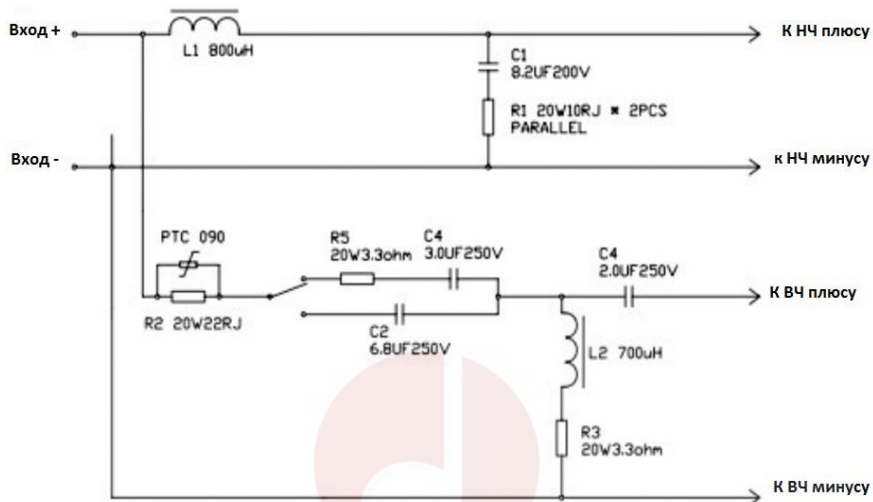 Вход +
L1 800uH
К НЧ плюсу
C1
8.2UF200V
R1 20W10RJ * 2PCS
PARALLEL
Вход -
к НЧ минусу
PTC 090
R2 20W22RJ
R5
20W3.3ohm
C4
3.0UF250V
C2
6.8UF250V
C4
2.0UF250V
К ВЧ плюсу
L2 700uH
R3
20W3.3ohm
К ВЧ минусу